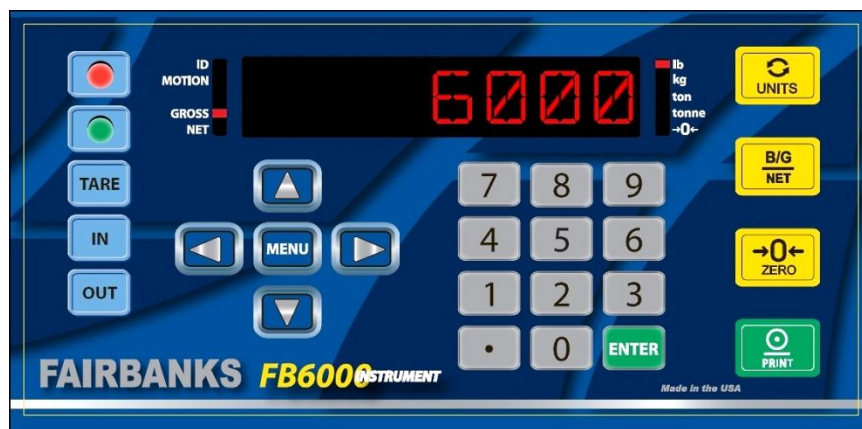 ID
MOTION
GROSS
NET
6000
lb
kg
ton
tonne
→0←
UNITS
B/G
NET
→0←
ZERO
PRINT
TARE
IN
OUT
MENU
7 8 9
4 5 6
1 2 3
. 0 ENTER
FAIRBANKS FB6000 INSTRUMENT
Made in the USA